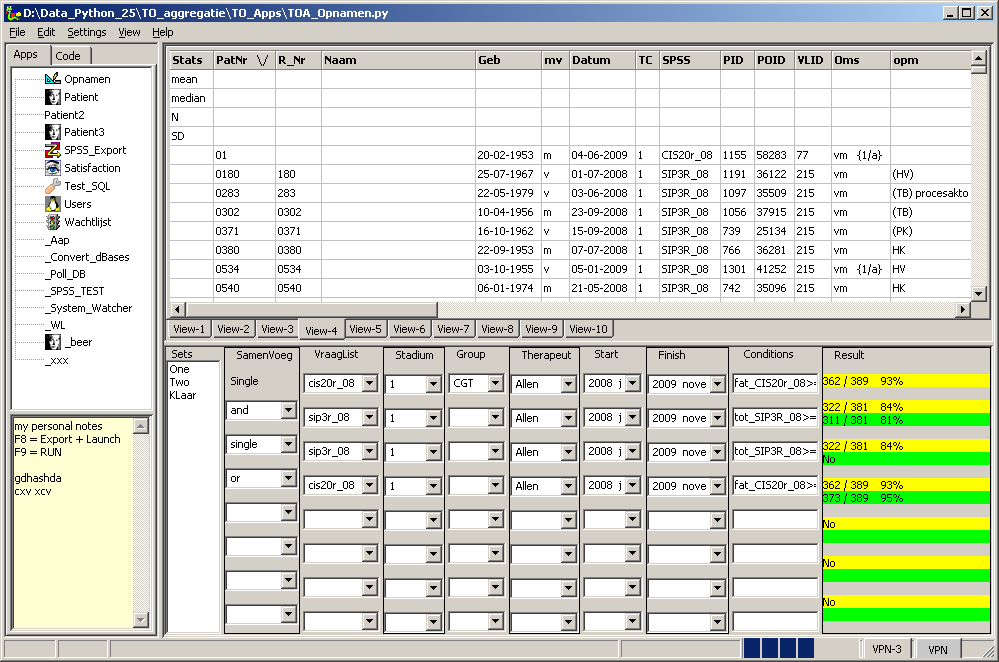 D:\Data_Python_25\TO_aggregatie\TO_Apps\TOA_Opnamen.py
File Edit Settings View Help
Apps Code
Opnamen
Patient
Patient2
Patient3
SPSS_Export
Satisfaction
Test_SQL
Users
Wachtlijst
_Aap
_Convert_dBases
_Poll_DB
_SPSS_TEST
_System_Watcher
_WL
_beer
_xxx
my personal notes
F8 = Export + Launch
F9 = RUN
gdhashda
cxv xcv
Stats PatNr \/ R_Nr Naam Geb mv Datum TC SPSS PID POID VLID Oms opm
mean
median
N
SD
01 20-02-1953 m 04-06-2009 1 CIS20r_08 1155 58283 77 vm {1/a}
0180 180 25-07-1967 v 01-07-2008 1 SIP3R_08 1191 36122 215 vm (HV)
0283 283 22-05-1979 v 03-06-2008 1 SIP3R_08 1097 35509 215 vm (TB) procesakto
0302 0302 10-04-1956 m 23-09-2008 1 SIP3R_08 1056 37915 215 vm (TB)
0371 0371 16-10-1962 v 15-09-2008 1 SIP3R_08 739 25134 215 vm (PK)
0380 0380 22-09-1953 m 07-07-2008 1 SIP3R_08 766 36281 215 vm HK
0534 0534 03-10-1955 v 05-01-2009 1 SIP3R_08 1301 41252 215 vm {1/a} HV
0540 0540 06-01-1974 m 21-05-2008 1 SIP3R_08 742 35096 215 vm HK
View-1 View-2 View-3 View-4 View-5 View-6 View-7 View-8 View-9 View-10
Sets SamenVoeg VraagList Stadium Group Therapeut Start Finish Conditions Result
One
Two
KLaar
Single cis20r_08 1 CGT Allen 2008 j 2009 nove fat_CIS20r_08>= 362 / 389 93%
and sip3r_08 1 Allen 2008 j 2009 nove tot_SIP3R_08>= 322 / 381 84%
311 / 381 81%
single sip3r_08 1 Allen 2008 j 2009 nove tot_SIP3R_08>= 322 / 381 84%
No
or cis20r_08 1 Allen 2008 j 2009 nove fat_CIS20r_08>= 362 / 389 93%
373 / 389 95%
No
No
No
VPN-3 VPN